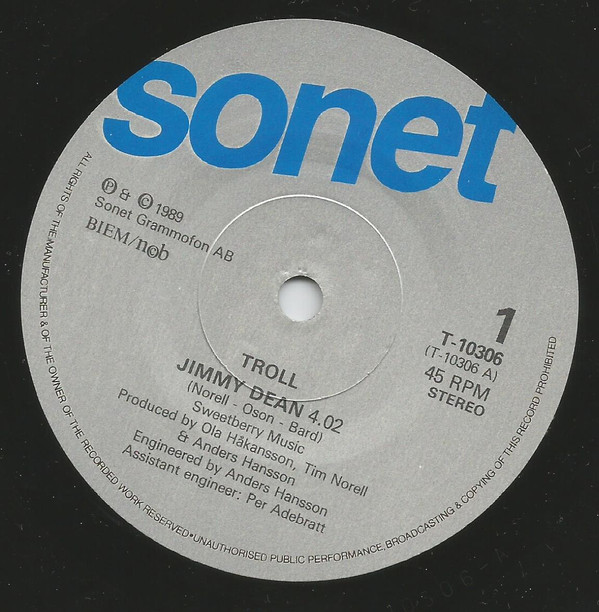 sonet
℗ & © 1989
Sonet Grammofon AB
BIEM/n©b
1
T-10306
(T-10306 A)
45 RPM
STEREO
TROLL
JIMMY DEAN 4.02
(Norell - Oson - Bard)
Sweetberry Music
Produced by Ola Håkansson, Tim Norell
& Anders Hansson
Engineered by Anders Hansson
Assistant engineer: Per Adebratt
ALL RIGHTS OF THE MANUFACTURER & OF THE OWNER OF THE RECORDED WORK RESERVED•UNAUTHORISED PUBLIC PERFORMANCE, BROADCASTING & COPYING OF THIS RECORD PROHIBITED